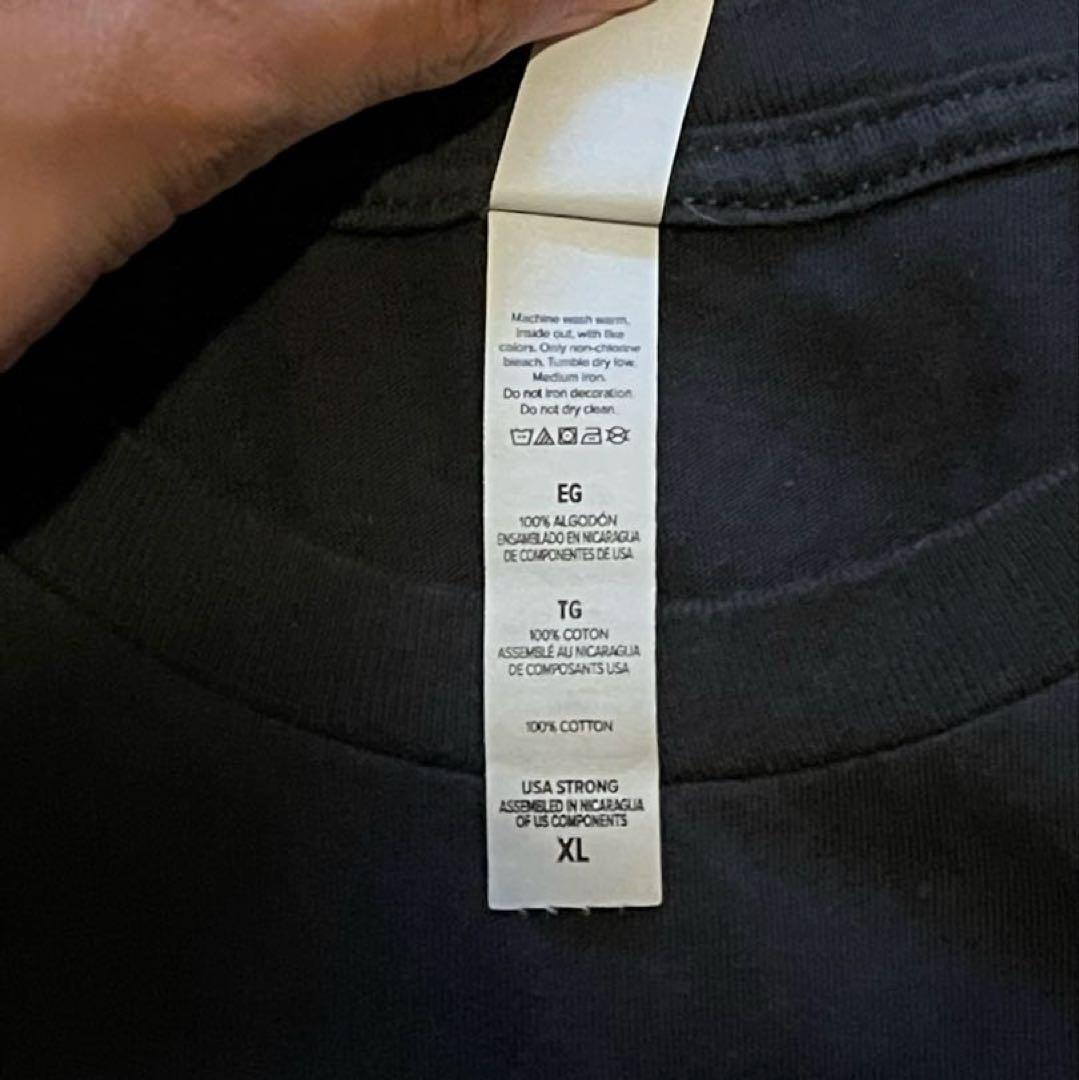 Machine wash warm,
inside out, with like
colors. Only non-chlorine
bleach. Tumble dry low.
Medium iron.
Do not iron decoration.
Do not dry clean.
EG
100% ALGODÓN
ENSAMBLADO EN NICARAGUA
DE COMPONENTES DE USA
TG
100% COTON
ASSEMBLÉ AU NICARAGUA
DE COMPOSANTS USA
100% COTTON
USA STRONG
ASSEMBLED IN NICARAGUA
OF US COMPONENTS
XL